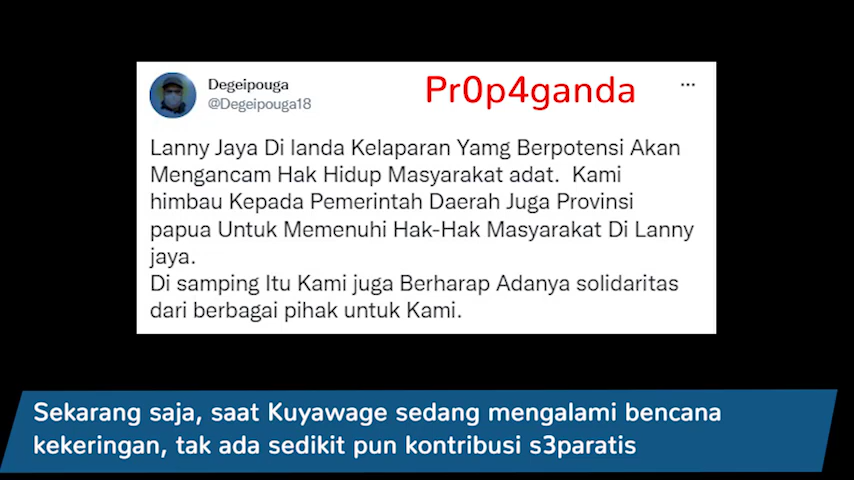 Degeipouga
@Degeipouga18
Pr0p4ganda
...
Lanny Jaya Di landa Kelaparan Yamg Berpotensi Akan
Mengancam Hak Hidup Masyarakat adat.  Kami
himbau Kepada Pemerintah Daerah Juga Provinsi
papua Untuk Memenuhi Hak-Hak Masyarakat Di Lanny
jaya.
Di samping Itu Kami juga Berharap Adanya solidaritas
dari berbagai pihak untuk Kami.
Sekarang saja, saat Kuyawage sedang mengalami bencana
kekeringan, tak ada sedikit pun kontribusi s3paratis